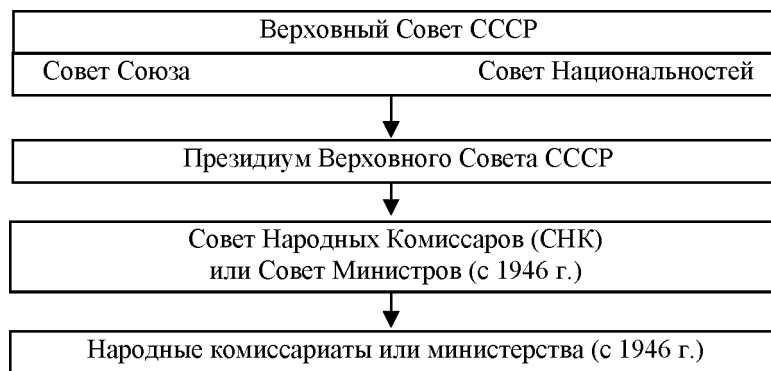 Верховный Совет СССР
Совет Союза Совет Национальностей
Президиум Верховного Совета СССР
Совет Народных Комиссаров (СНК)
или Совет Министров (с 1946 г.)
Народные комиссариаты или министерства (с 1946 г.)